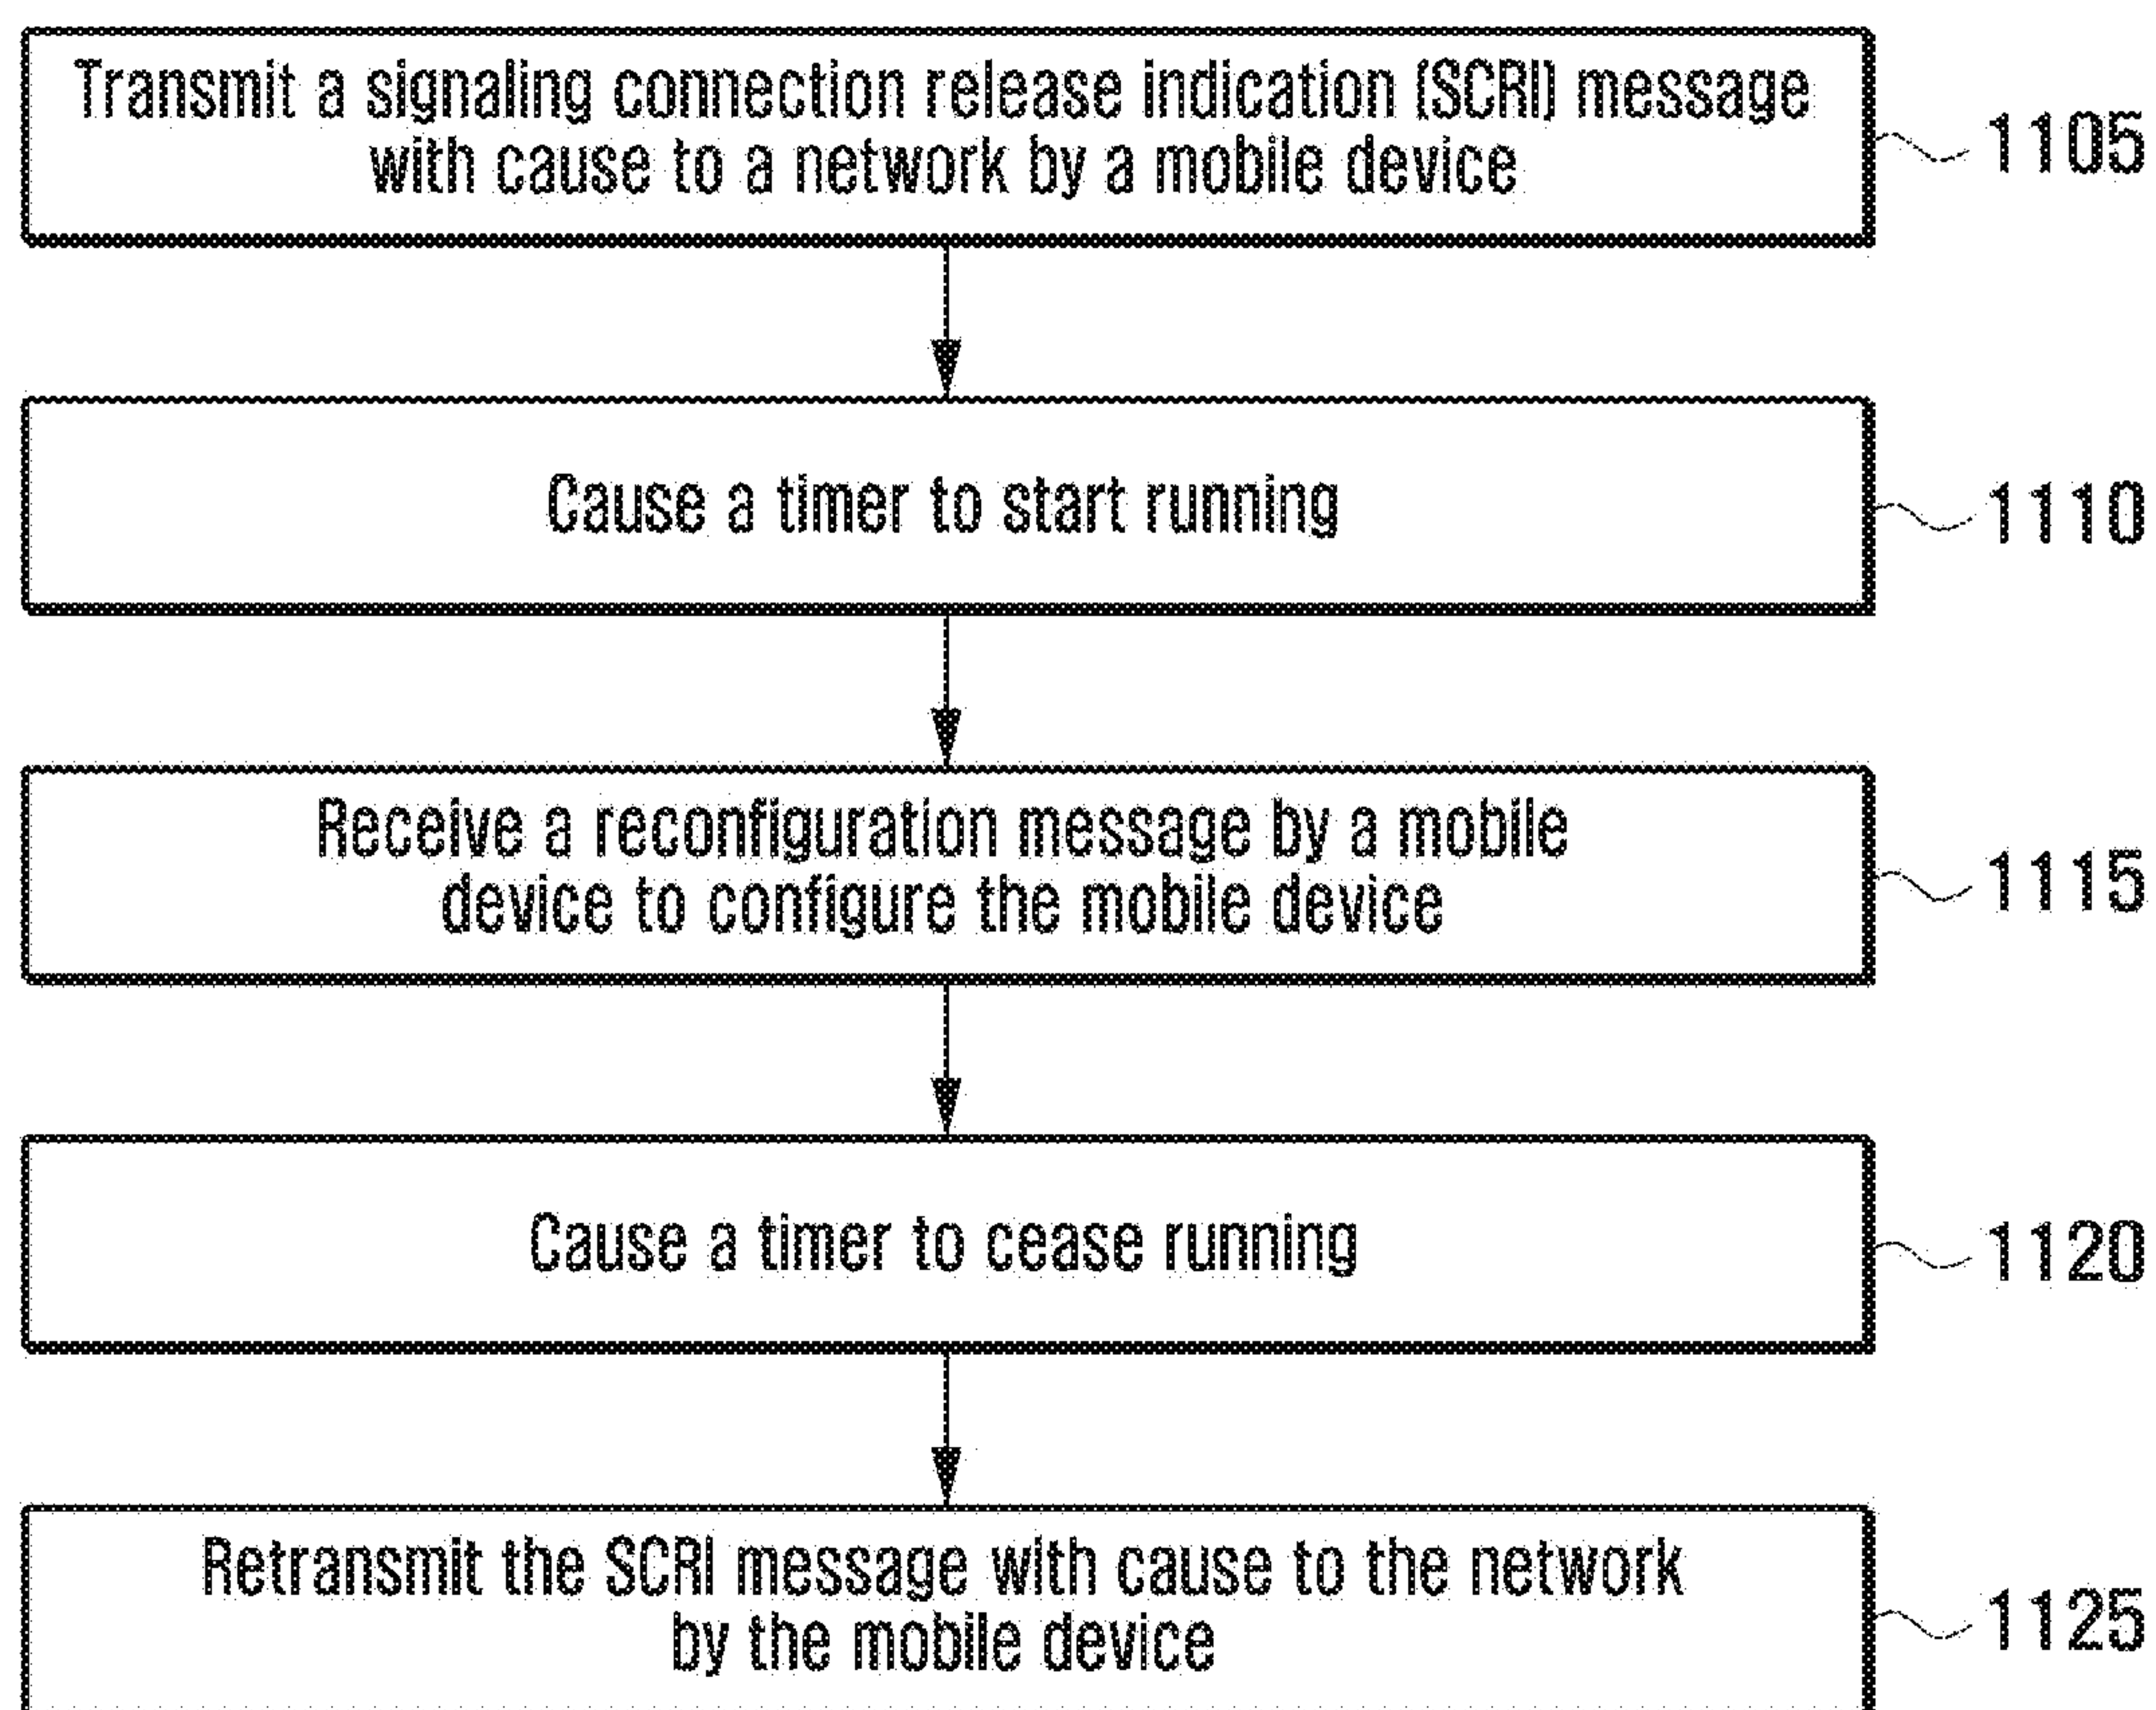 Transmit a signaling connection release indication (SCRI) message
with cause to a network by a mobile device
1105
Cause a timer to start running
1110
Receive a reconfiguration message by a mobile
device to configure the mobile device
1115
Cause a timer to cease running
1120
Retransmit the SCRI message with cause to the network
by the mobile device
1125